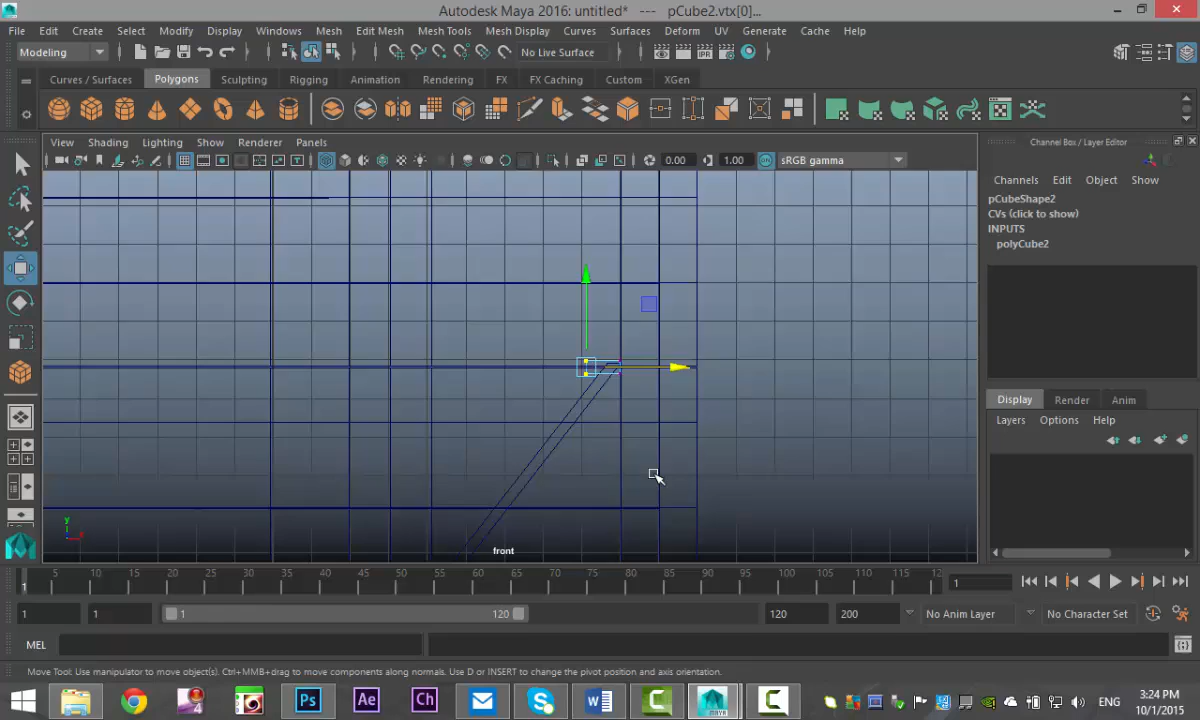 Autodesk Maya 2016: untitled* --- pCube2.vtx[0]...
File Edit Create Select Modify Display Windows Mesh Edit Mesh Mesh Tools Mesh Display Curves Surfaces Deform UV Generate Cache Help
Modeling No Live Surface
Curves / Surfaces Polygons Sculpting Rigging Animation Rendering FX FX Caching Custom XGen
View Shading Lighting Show Renderer Panels
0.00 1.00 sRGB gamma
Channel Box / Layer Editor
Channels Edit Object Show
pCubeShape2
CVs (click to show)
INPUTS
polyCube2
Display Render Anim
Layers Options Help
y
front
5 10 15 20 25 30 35 40 45 50 55 60 65 70 75 80 85 90 95 100 105 110 115 12
1 1
1 1 1 120 120 200 No Anim Layer No Character Set
MEL
Move Tool: Use manipulator to move object(s). Ctrl+MMB+drag to move components along normals. Use D or INSERT to change the pivot position and axis orientation.
Ps Ae Ch ENG 3:24 PM
10/1/2015